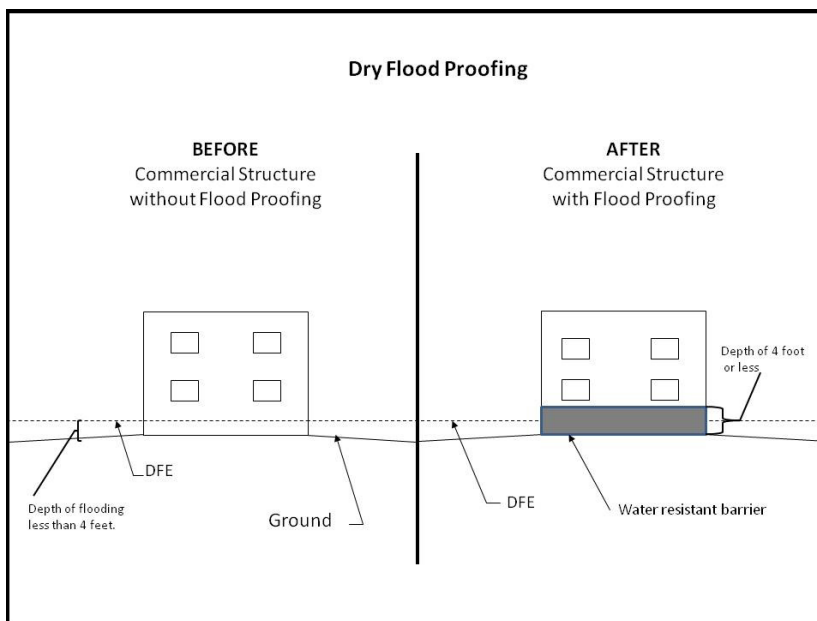 Dry Flood Proofing
BEFORE
Commercial Structure
without Flood Proofing
DFE
Depth of flooding
less than 4 feet.
Ground
AFTER
Commercial Structure
with Flood Proofing
Depth of 4 foot
or less
DFE
Water resistant barrier